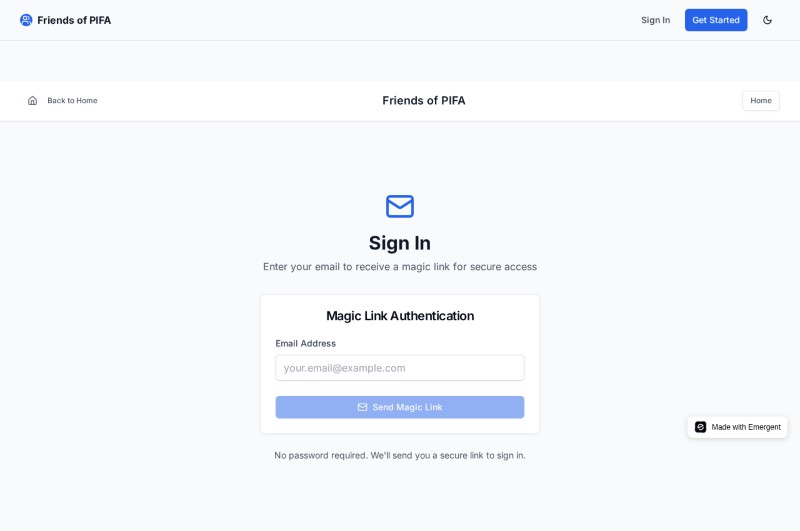 Friends of PIFA
Sign In
Get Started
Back to Home
Friends of PIFA
Home
Sign In
Enter your email to receive a magic link for secure access
Magic Link Authentication
Email Address
your.email@example.com
Send Magic Link
Made with Emergent
No password required. We'll send you a secure link to sign in.